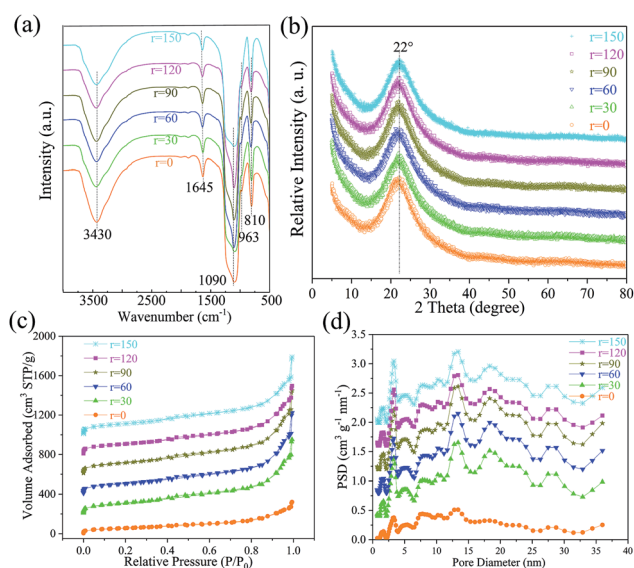 (a)
r=150
r=120
r=90
r=60
r=30
r=0
3430
1645
1090
963
810
4500 3500 2500 1500 500
Wavenumber (cm-1)
Intensity (a.u.)
(b)
22°
r=150
r=120
r=90
r=60
r=30
r=0
0 10 20 30 40 50 60 70 80
2 Theta (degree)
Relative Intensity (a. u.)
(c)
r=150
r=120
r=90
r=60
r=30
r=0
2000
1600
1200
800
400
0
0.0 0.2 0.4 0.6 0.8 1.0
Relative Pressure (P/P0)
Volume Adsorbed (cm3 STP/g)
(d)
r=150
r=120
r=90
r=60
r=30
r=0
3.5
3.0
2.5
2.0
1.5
1.0
0.5
0.0
0 5 10 15 20 25 30 35 40
Pore Diameter (nm)
PSD (cm3 g-1 nm-1)